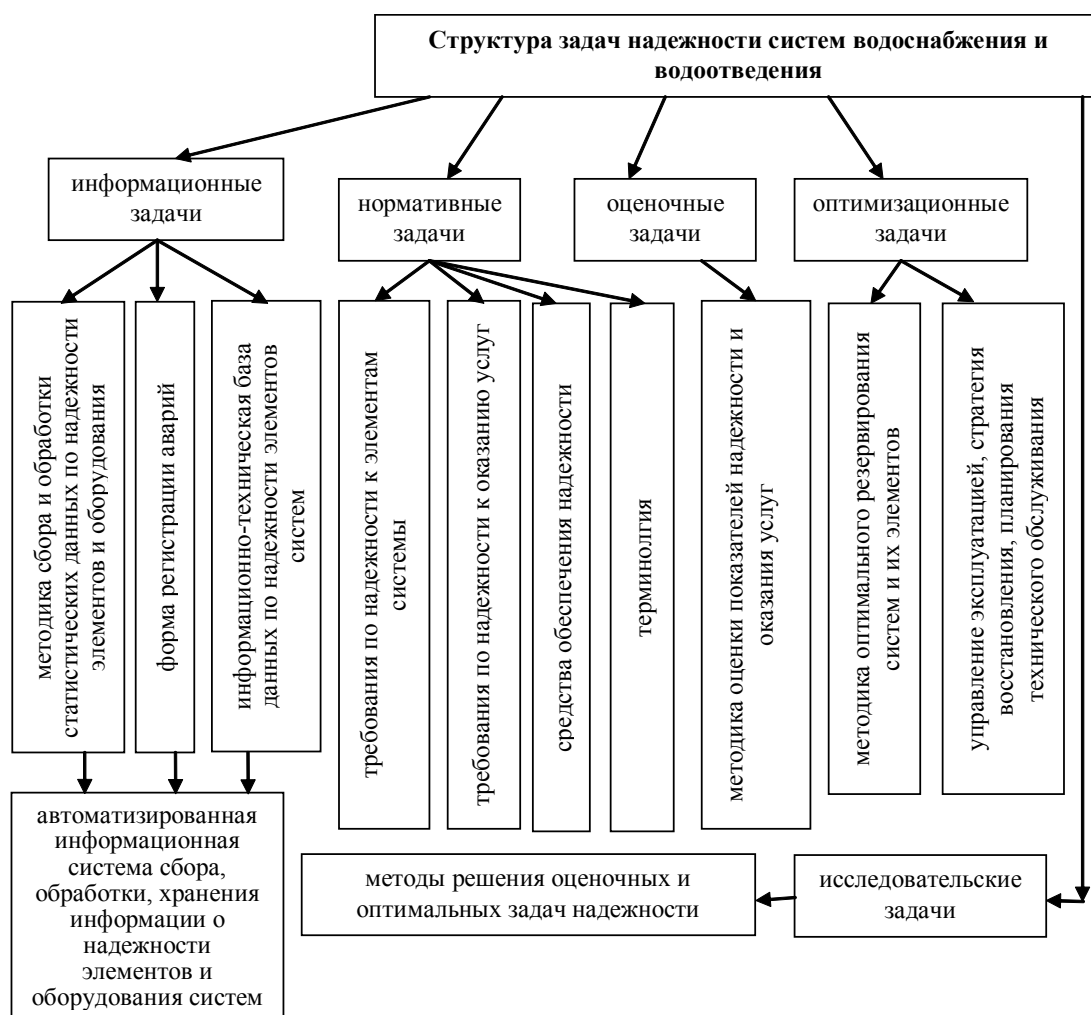 Структура задач надежности систем водоснабжения и
водоотведения
информационные
задачи
нормативные
задачи
оценочные
задачи
оптимизационные
задачи
методика сбора и обработки
статистических данных по надежности
элементов и оборудования
форма регистрации аварий
информационно-техническая база
данных по надежности элементов
систем
требования по надежности к элементам
системы
требования по надежности к оказанию услуг
средства обеспечения надежности
терминолгия
методика оценки показателей надежности и
оказания услуг
методика оптимального резервирования
систем и их элементов
управление эксплуатацией, стратегия
восстановления, планирования
технического обслуживания
автоматизированная
информационная
система сбора,
обработки, хранения
информации о
надежности
элементов и
оборудования систем
методы решения оценочных и
оптимальных задач надежности
исследовательские
задачи